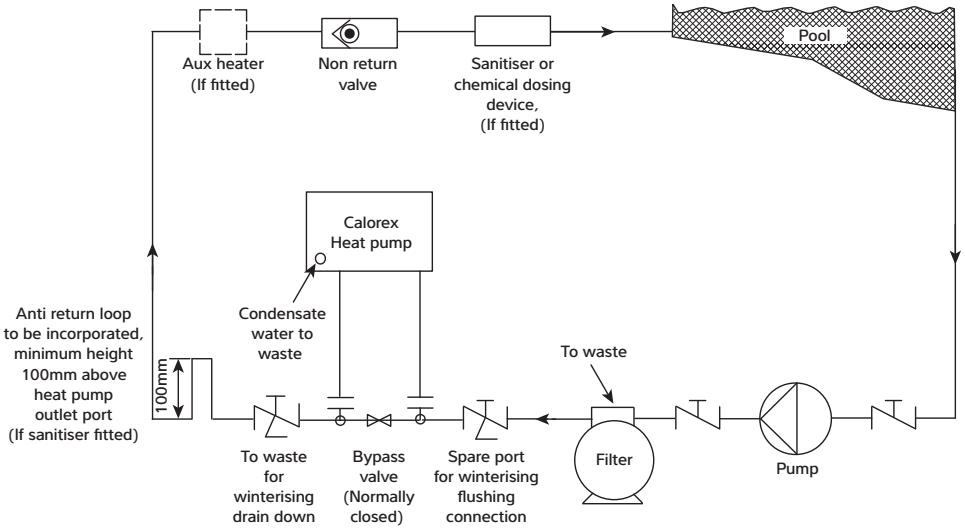 Pool
Aux heater
(If fitted)
Non return
valve
Sanitiser or
chemical dosing
device,
(If fitted)
Calorex
Heat pump
Condensate
water to
waste
Anti return loop
to be incorporated,
minimum height
100mm above
heat pump
outlet port
(If sanitiser fitted)
100mm
To waste
To waste
for
winterising
drain down
Bypass
valve
(Normally
closed)
Spare port
for winterising
flushing
connection
Filter
Pump